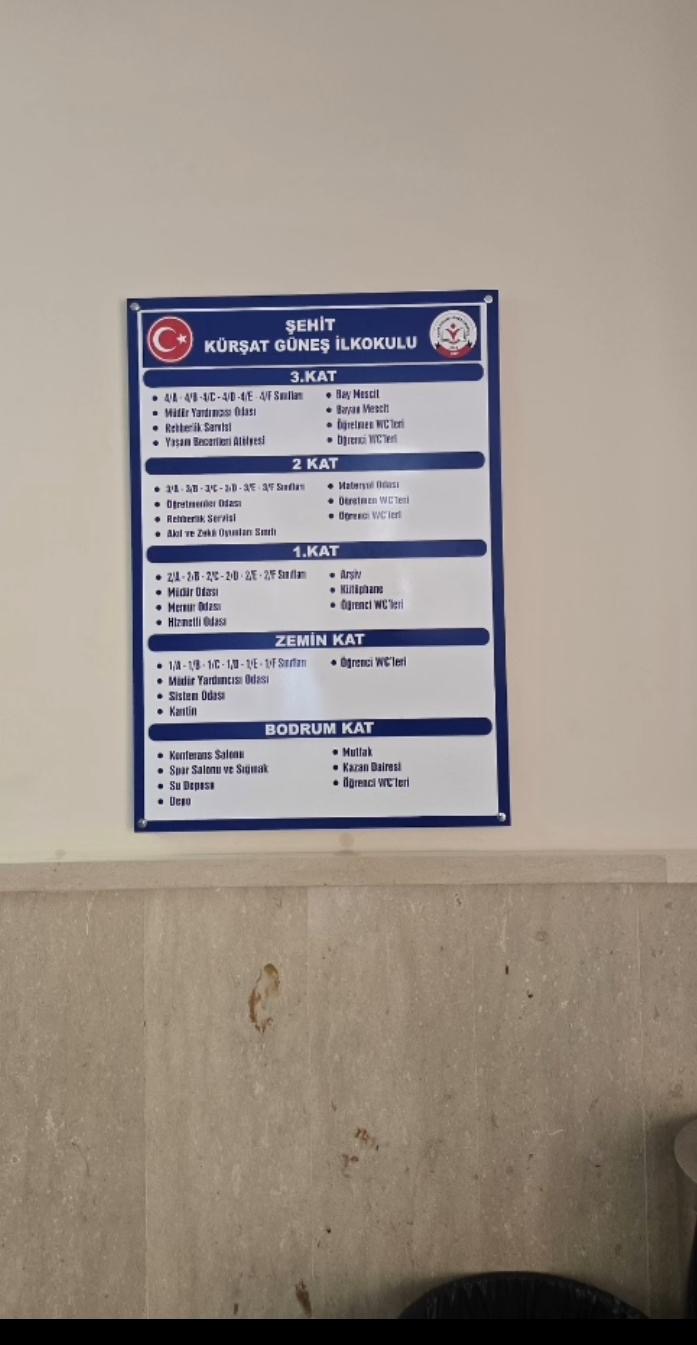 ŞEHİT
KÜRŞAT GÜNEŞ İLKOKULU
3.KAT
• 4/A - 4/B - 4/C - 4/D - 4/E - 4/F Sınıfları
• Müdür Yardımcısı Odası
• Rehberlik Servisi
• Yaşam Becerileri Atölyesi
• Bay Mescit
• Bayan Mescit
• Öğretmen WC'leri
• Öğrenci WC'leri
2 KAT
• 3/A - 3/B - 3/C - 3/D - 3/E - 3/F Sınıfları
• Öğretmenler Odası
• Rehberlik Servisi
• Akıl ve Zekâ Oyunları Sınıfı
• Materyal Odası
• Öğretmen WC'leri
• Öğrenci WC'leri
1.KAT
• 2/A - 2/B - 2/C - 2/D - 2/E - 2/F Sınıfları
• Müdür Odası
• Memur Odası
• Hizmetli Odası
• Arşiv
• Kütüphane
• Öğrenci WC'leri
ZEMİN KAT
• 1/A - 1/B - 1/C - 1/D - 1/E - 1/F Sınıfları
• Müdür Yardımcısı Odası
• Sistem Odası
• Kantin
• Öğrenci WC'leri
BODRUM KAT
• Konferans Salonu
• Spor Salonu ve Sığınak
• Su Deposu
• Depo
• Mutfak
• Kazan Dairesi
• Öğrenci WC'leri